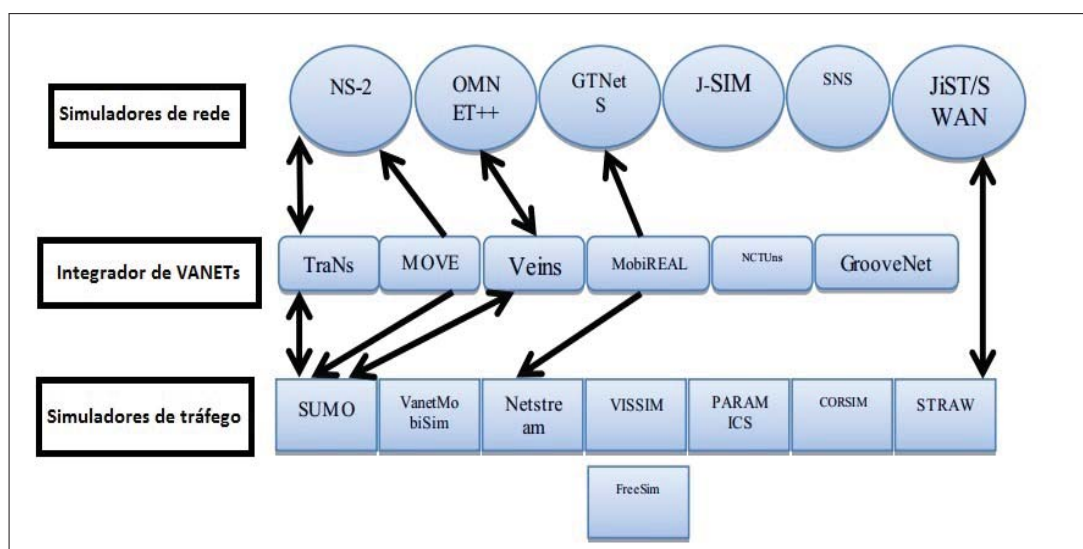 Simuladores de rede
NS-2
OMN
ET++
GTNet
S
J-SIM
SNS
JiST/S
WAN
Integrador de VANETs
TraNs
MOVE
Veins
MobiREAL
NCTUns
GrooveNet
Simuladores de tráfego
SUMO
VanetMo
biSim
Netstre
am
VISSIM
PARAM
ICS
CORSIM
STRAW
FreeSim